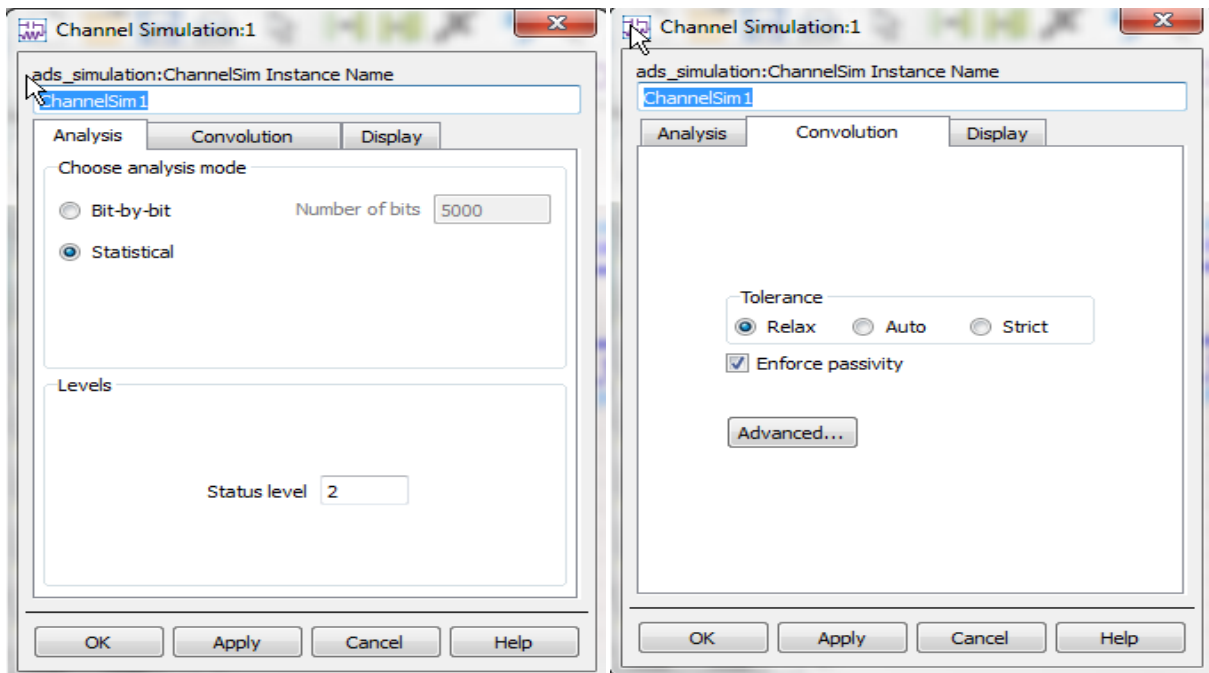 Channel Simulation:1
ads_simulation:ChannelSim Instance Name
ChannelSim1
Analysis Convolution Display
Choose analysis mode
Bit-by-bit Number of bits 5000
Statistical
Levels
Status level 2
OK Apply Cancel Help
Channel Simulation:1
ads_simulation:ChannelSim Instance Name
ChannelSim1
Analysis Convolution Display
Tolerance
Relax Auto Strict
Enforce passivity
Advanced...
OK Apply Cancel Help